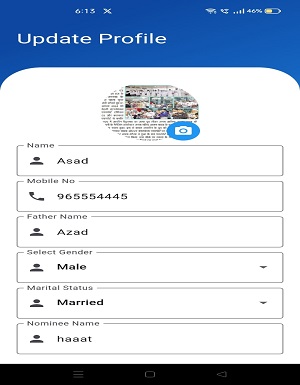 6:13
46%
Update Profile
Name
Asad
Mobile No
965554445
Father Name
Azad
Select Gender
Male
Marital Status
Married
Nominee Name
haaat